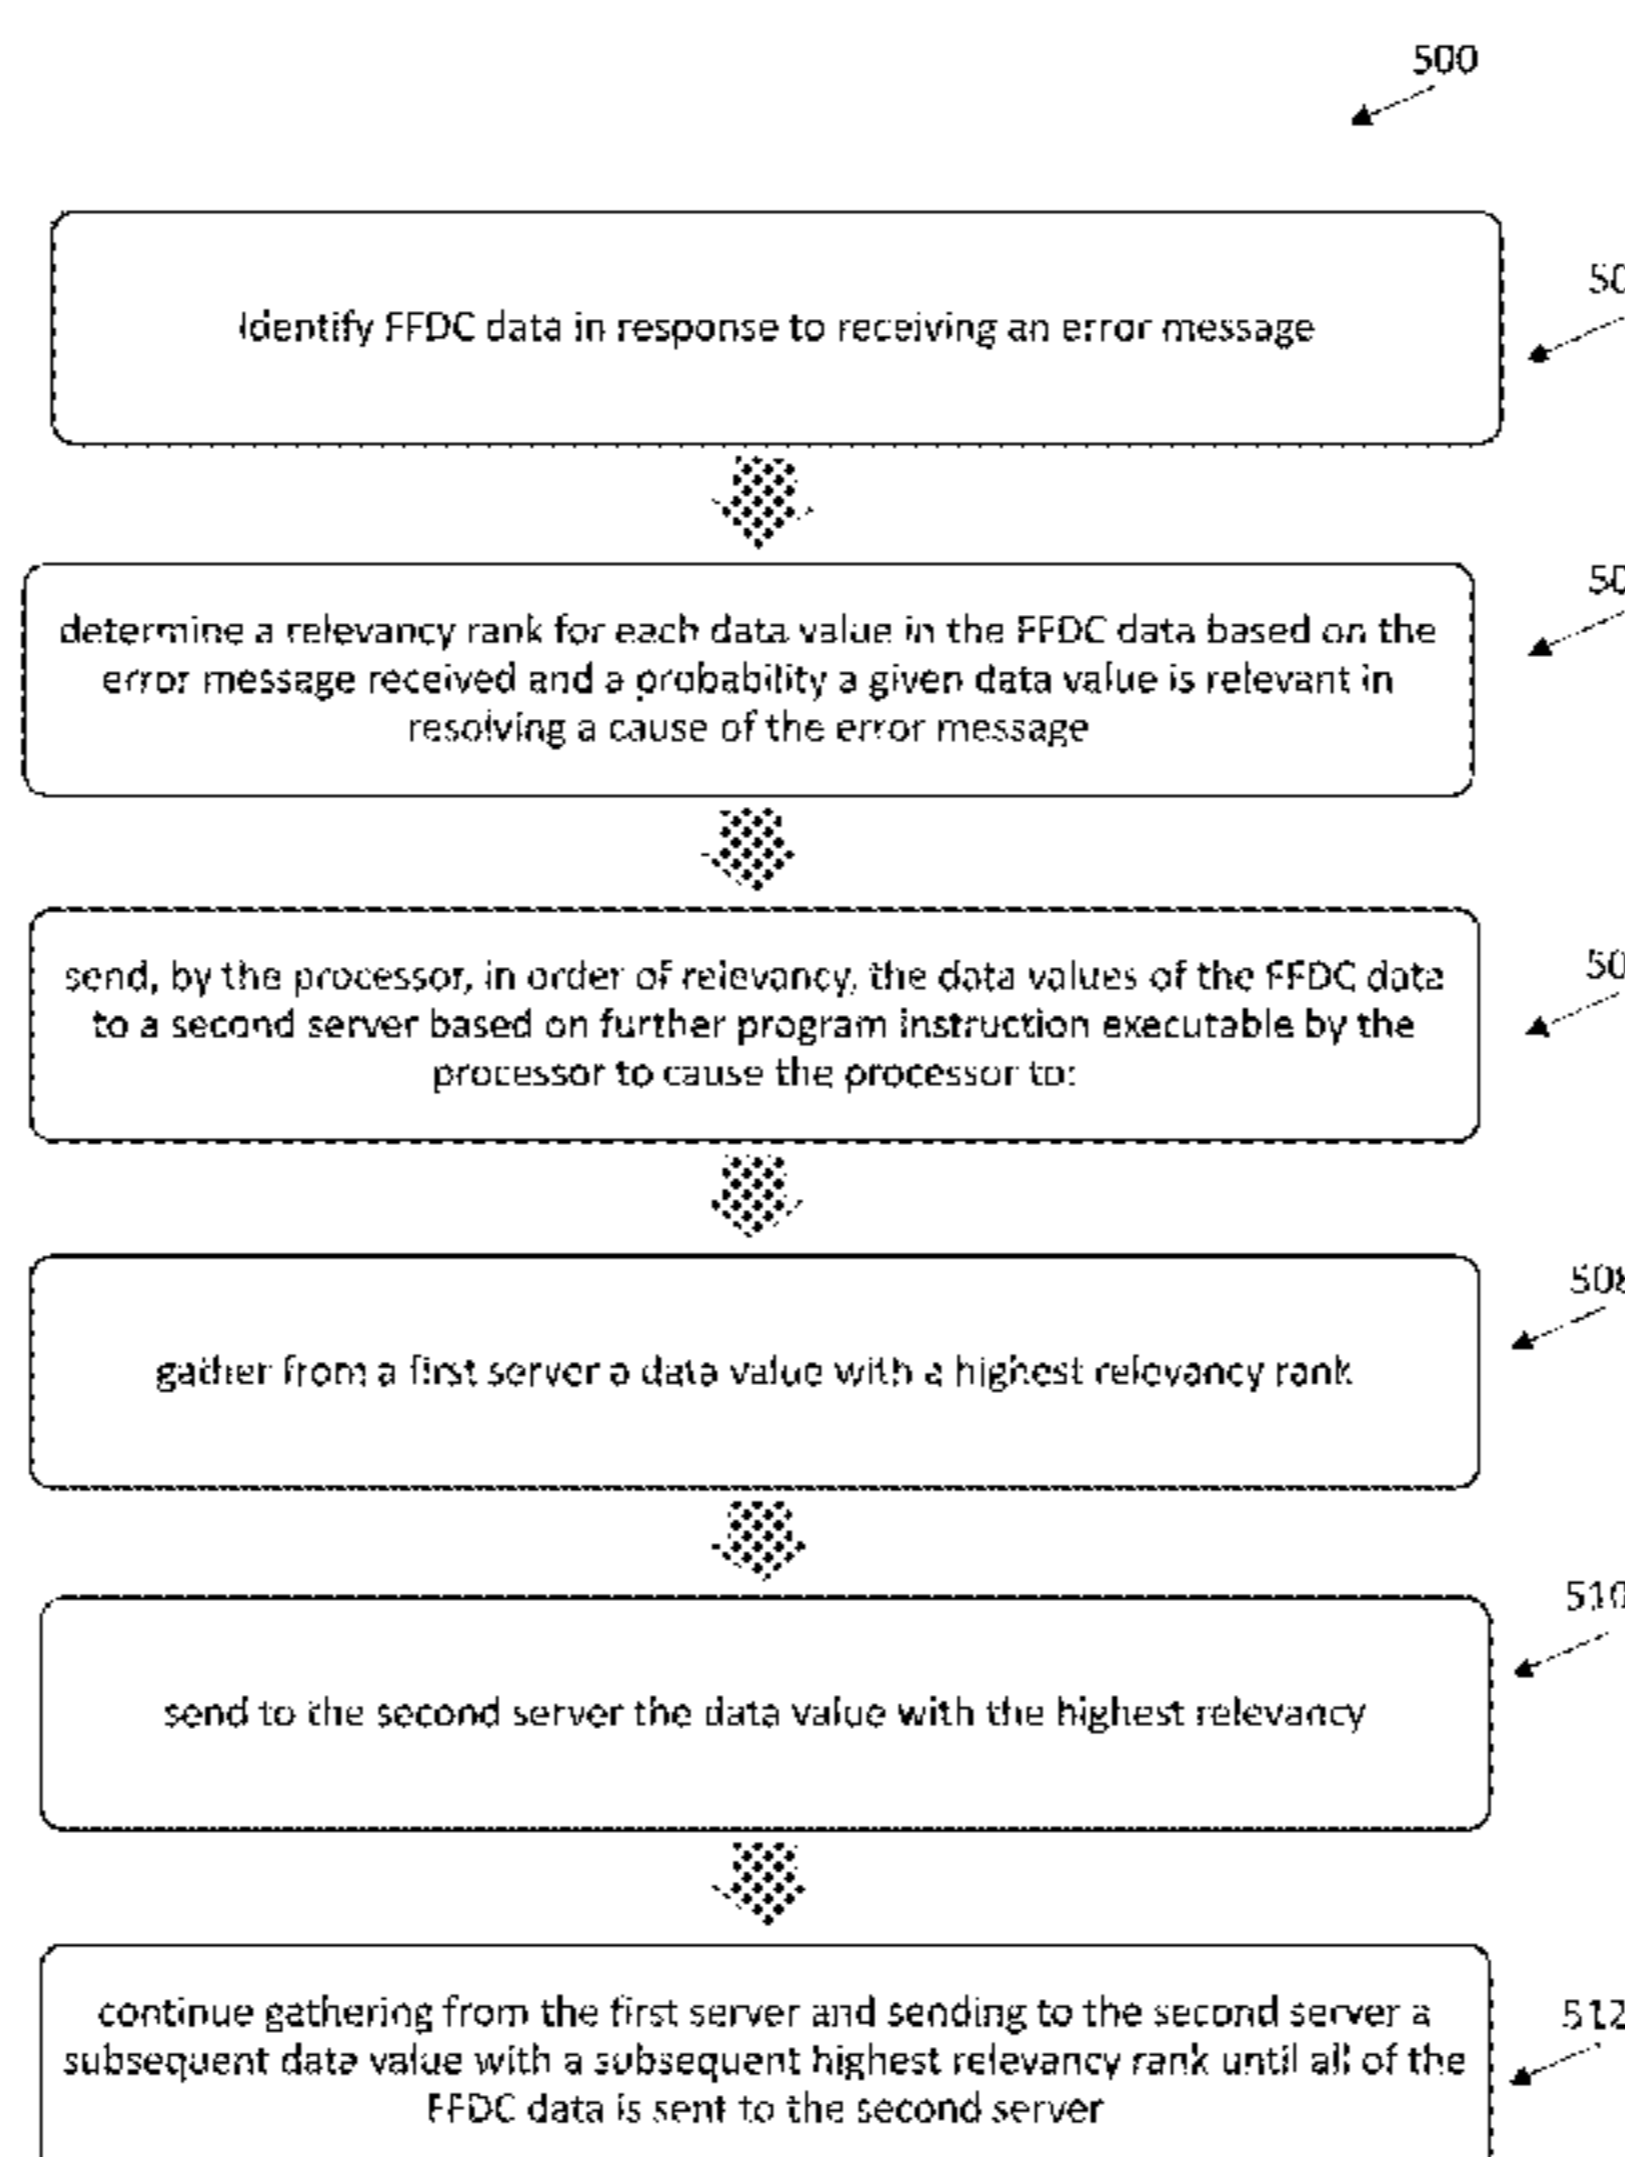 500
Identify FFDC data in response to receiving an error message
50
determine a relevancy rank for each data value in the FFDC data based on the
error message received and a probability a given data value is relevant in
resolving a cause of the error message
50
send, by the processor, in order of relevancy, the data values of the FFDC data
to a second server based on further program instruction executable by the
processor to cause the processor to:
50
gather from a first server a data value with a highest relevancy rank
508
send to the second server the data value with the highest relevancy
510
continue gathering from the first server and sending to the second server a
subsequent data value with a subsequent highest relevancy rank until all of the
FFDC data is sent to the second server
512